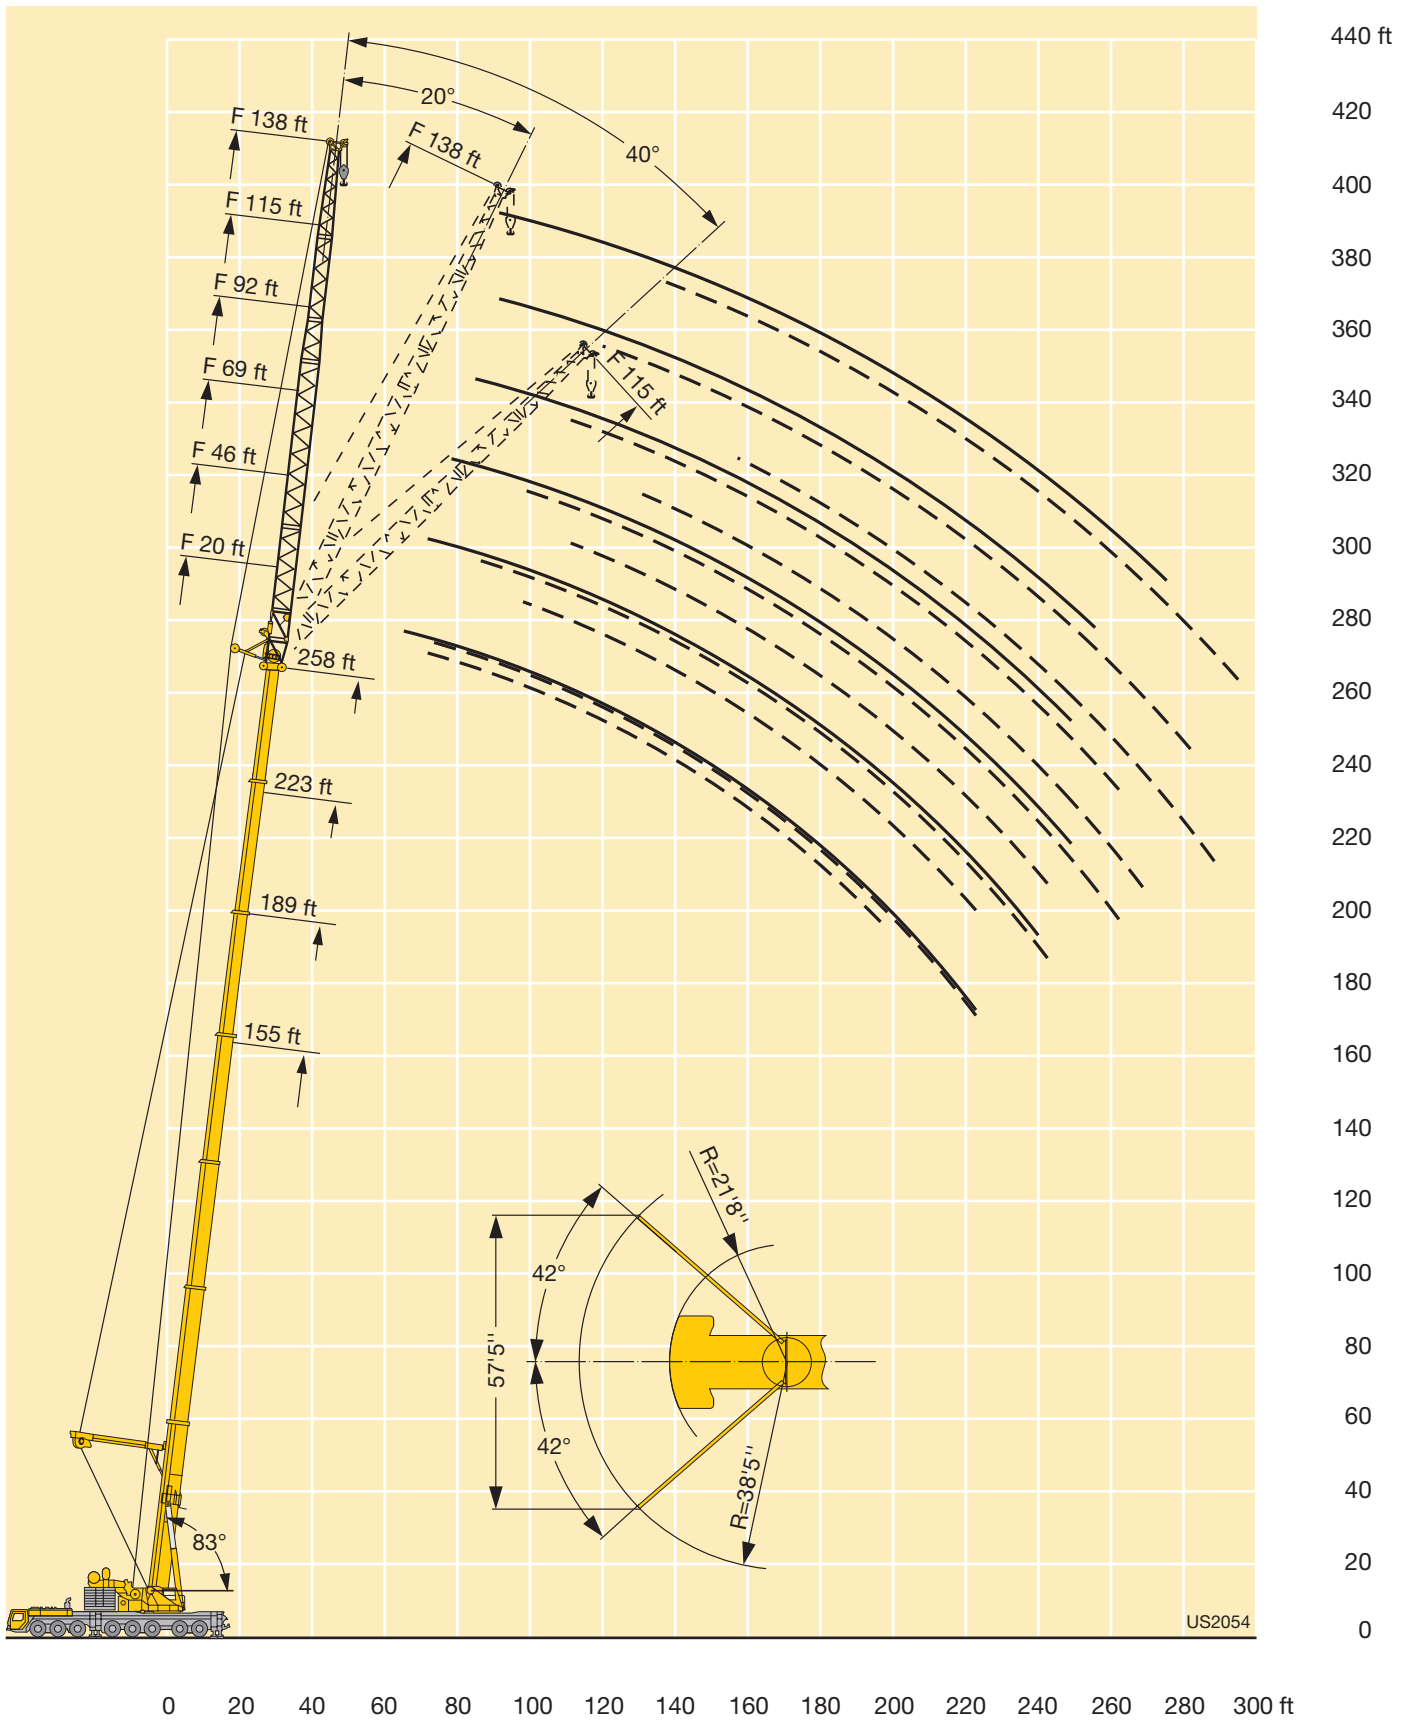 440 ft
420
400
380
360
340
320
300
280
260
240
220
200
180
160
140
120
100
80
60
40
20
0
20°
40°
F 138 ft
F 138 ft
F 115 ft
F 92 ft
F 115 ft
F 69 ft
F 46 ft
F 20 ft
258 ft
223 ft
189 ft
155 ft
R=21'8''
42°
57'5''
42°
R=38'5''
83°
US2054
0 20 40 60 80 100 120 140 160 180 200 220 240 260 280 300 ft